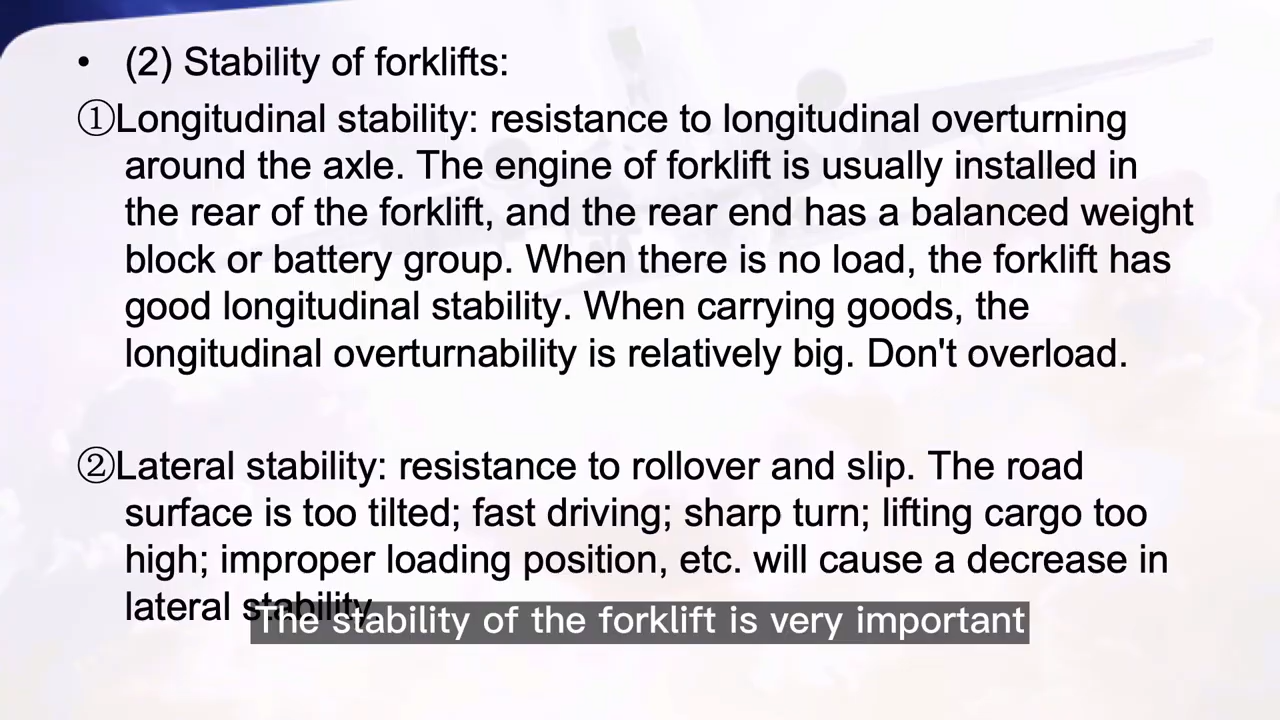 • (2) Stability of forklifts:
①Longitudinal stability: resistance to longitudinal overturning
around the axle. The engine of forklift is usually installed in
the rear of the forklift, and the rear end has a balanced weight
block or battery group. When there is no load, the forklift has
good longitudinal stability. When carrying goods, the
longitudinal overturnability is relatively big. Don't overload.
②Lateral stability: resistance to rollover and slip. The road
surface is too tilted; fast driving; sharp turn; lifting cargo too
high; improper loading position, etc. will cause a decrease in
lateral stability.
The stability of the forklift is very important